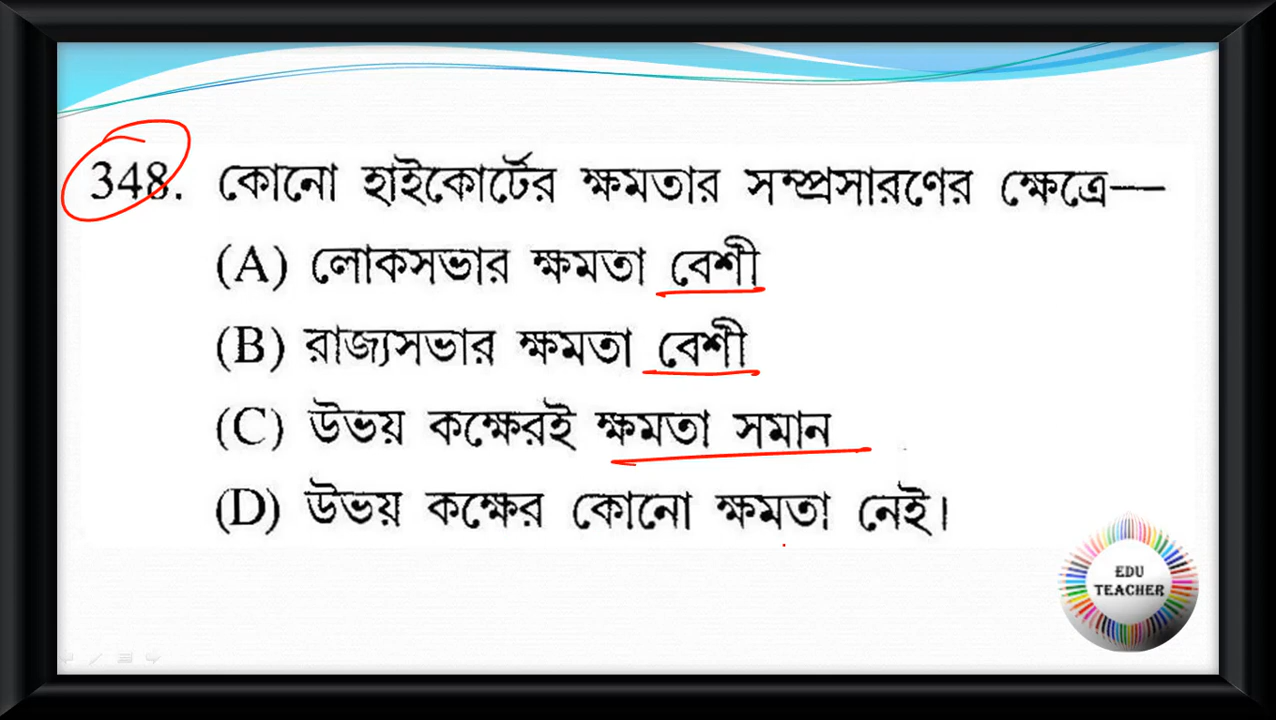 348. কোনো হাইকোর্টের ক্ষমতার সম্প্রসারণের ক্ষেত্রে—
(A) লোকসভার ক্ষমতা বেশী
(B) রাজ্যসভার ক্ষমতা বেশী
(C) উভয় কক্ষেরই ক্ষমতা সমান
(D) উভয় কক্ষের কোনো ক্ষমতা নেই।
EDU
TEACHER